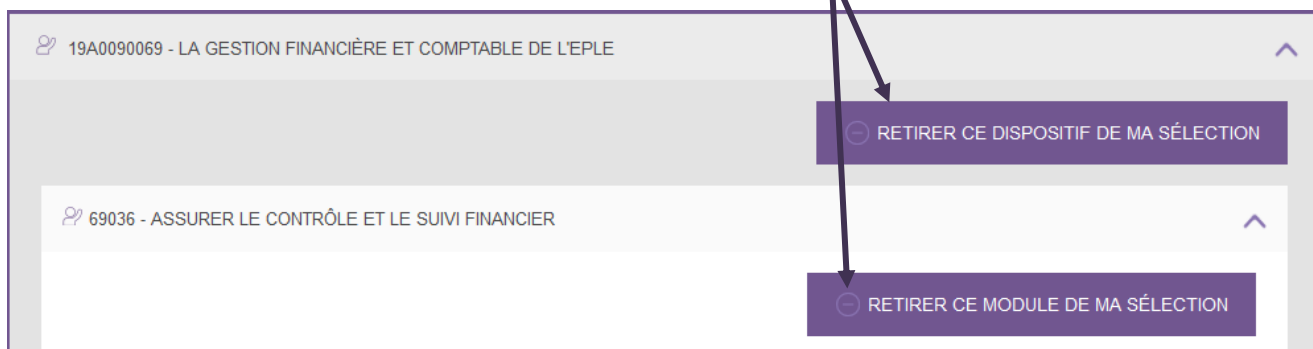 19A0090069 - LA GESTION FINANCIÈRE ET COMPTABLE DE L'EPLE
RETIRER CE DISPOSITIF DE MA SÉLECTION
69036 - ASSURER LE CONTRÔLE ET LE SUIVI FINANCIER
RETIRER CE MODULE DE MA SÉLECTION